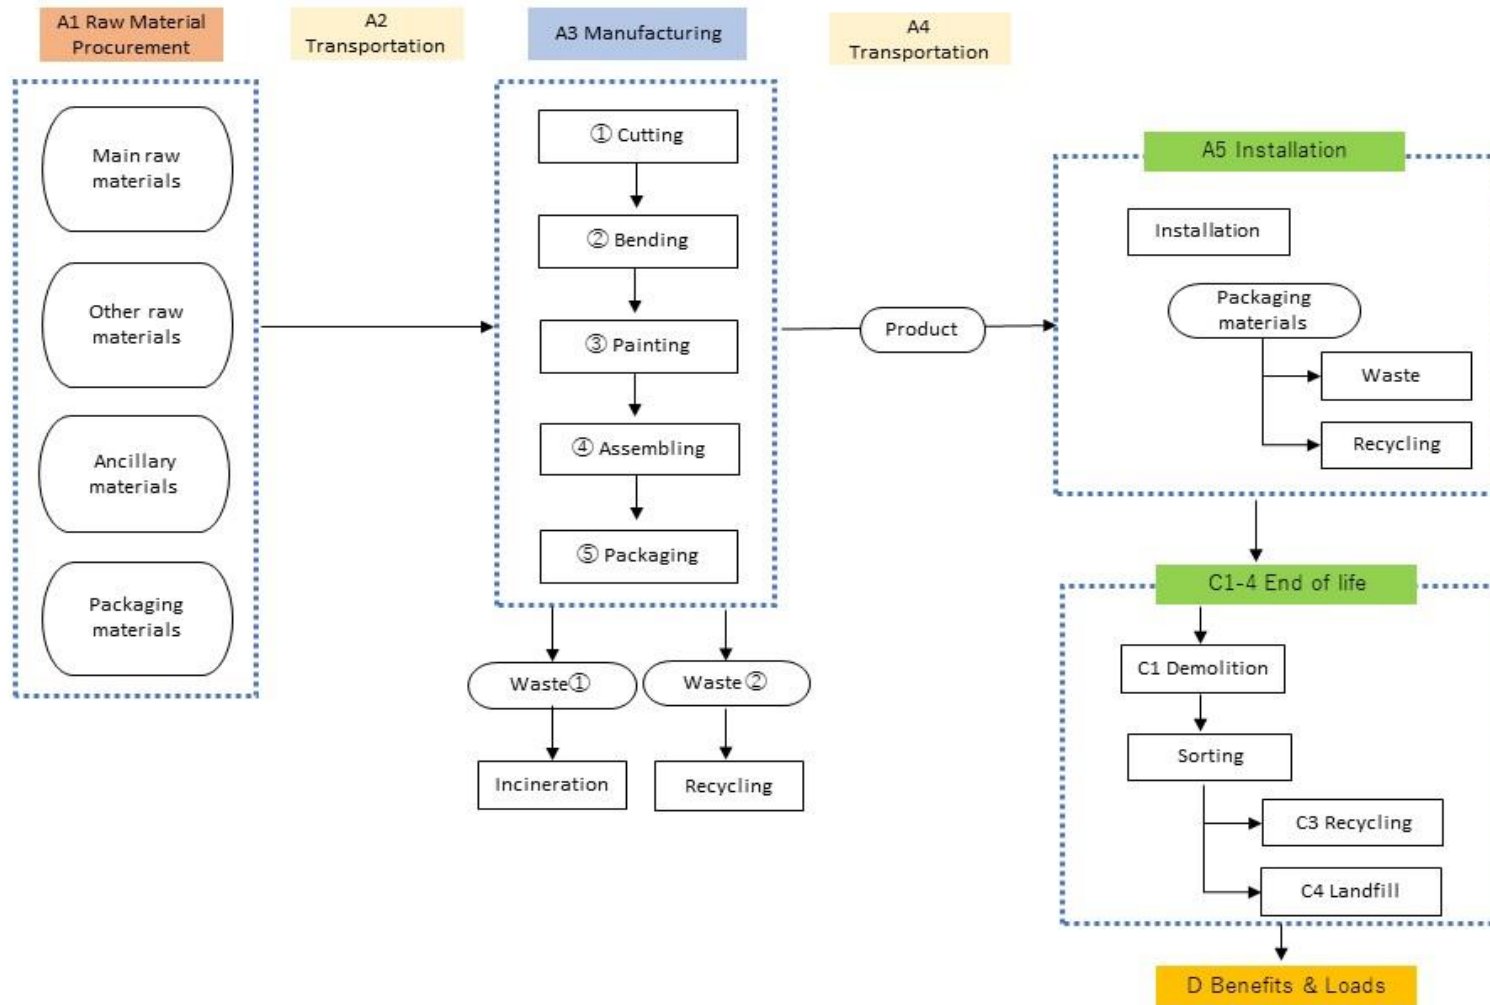 A1 Raw Material
Procurement
A2
Transportation
A3 Manufacturing
A4
Transportation
Main raw
materials
Other raw
materials
Ancillary
materials
Packaging
materials
① Cutting
② Bending
③ Painting
④ Assembling
⑤ Packaging
Waste①
Waste ②
Incineration
Recycling
Product
A5 Installation
Installation
Packaging
materials
Waste
Recycling
C1-4 End of life
C1 Demolition
Sorting
C3 Recycling
C4 Landfill
D Benefits & Loads